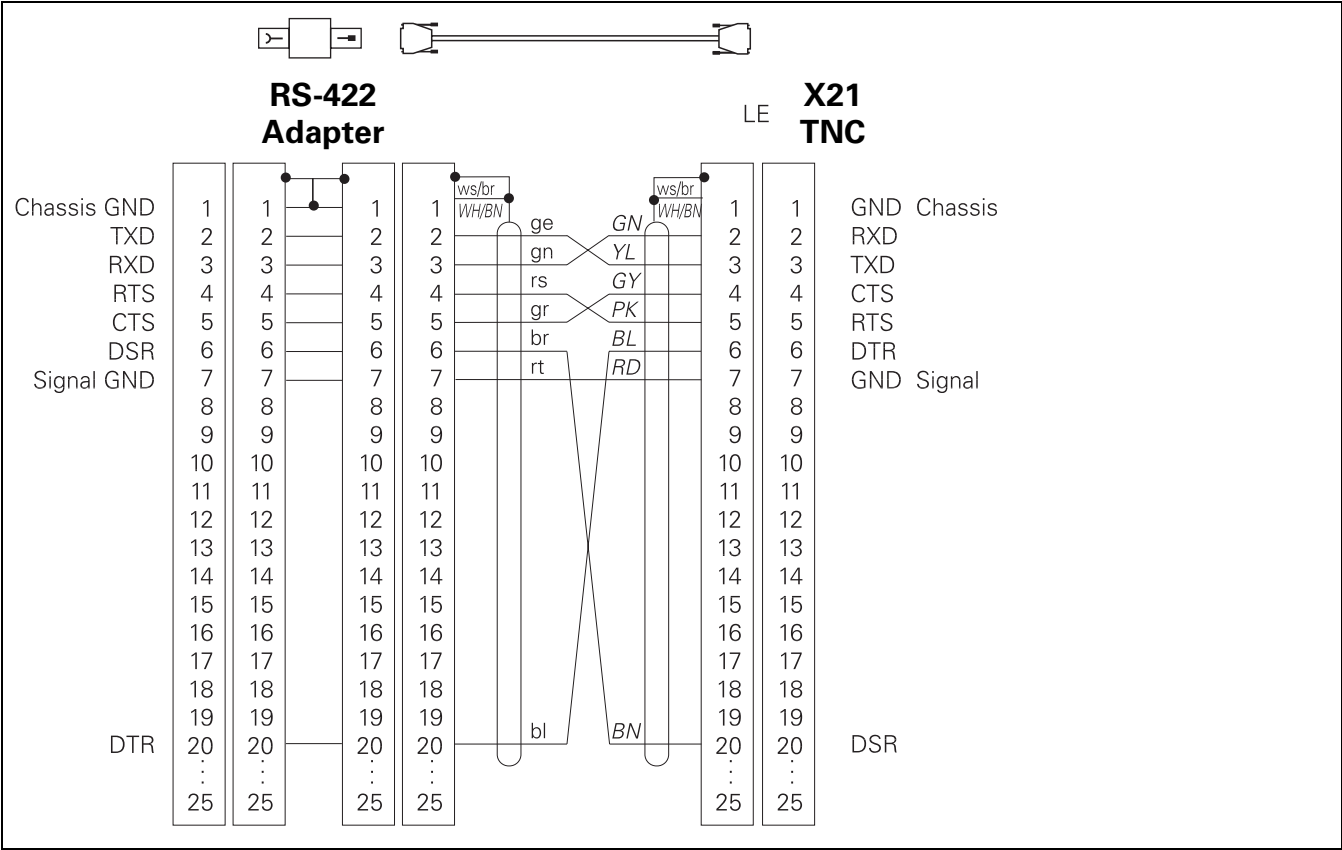 RS-422
Adapter
LE
X21
TNC
ws/br ws/br
Chassis GND 1 1 1 1 WH/BN WH/BN 1 1 GND Chassis
TXD 2 2 2 2 ge GN 2 2 RXD
RXD 3 3 3 3 gn YL 3 3 TXD
RTS 4 4 4 4 rs GY 4 4 CTS
CTS 5 5 5 5 gr PK 5 5 RTS
DSR 6 6 6 6 br BL 6 6 DTR
Signal GND 7 7 7 7 rt RD 7 7 GND Signal
8 8 8 8 8 8
9 9 9 9 9 9
10 10 10 10 10 10
11 11 11 11 11 11
12 12 12 12 12 12
13 13 13 13 13 13
14 14 14 14 14 14
15 15 15 15 15 15
16 16 16 16 16 16
17 17 17 17 17 17
18 18 18 18 18 18
19 19 19 19 19 19
DTR 20 20 20 20 bl BN 20 20 DSR
25 25 25 25 25 25